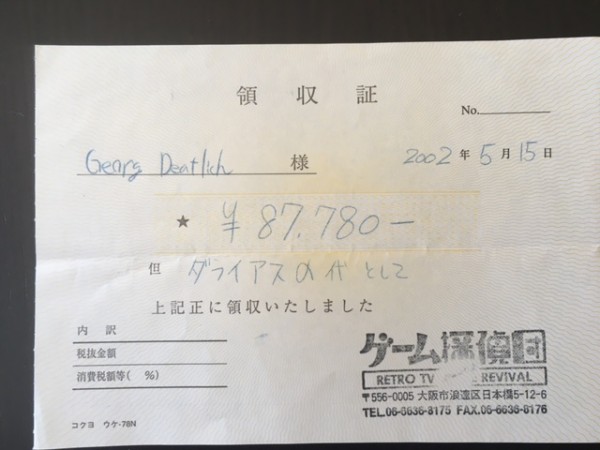 領収証
No.
Georg Deatlich 様
2002年5月15日
★ ¥87.780-
但 ダライアスの代として
上記正に領収いたしました
内訳
税抜金額
消費税額等( %)
ゲーム探偵団
RETRO TV REVIVAL
〒556-0005 大阪市浪速区日本橋5-12-6
TEL.06-6636-8175 FAX.06-6636-8176
コクヨ ウケ-78N